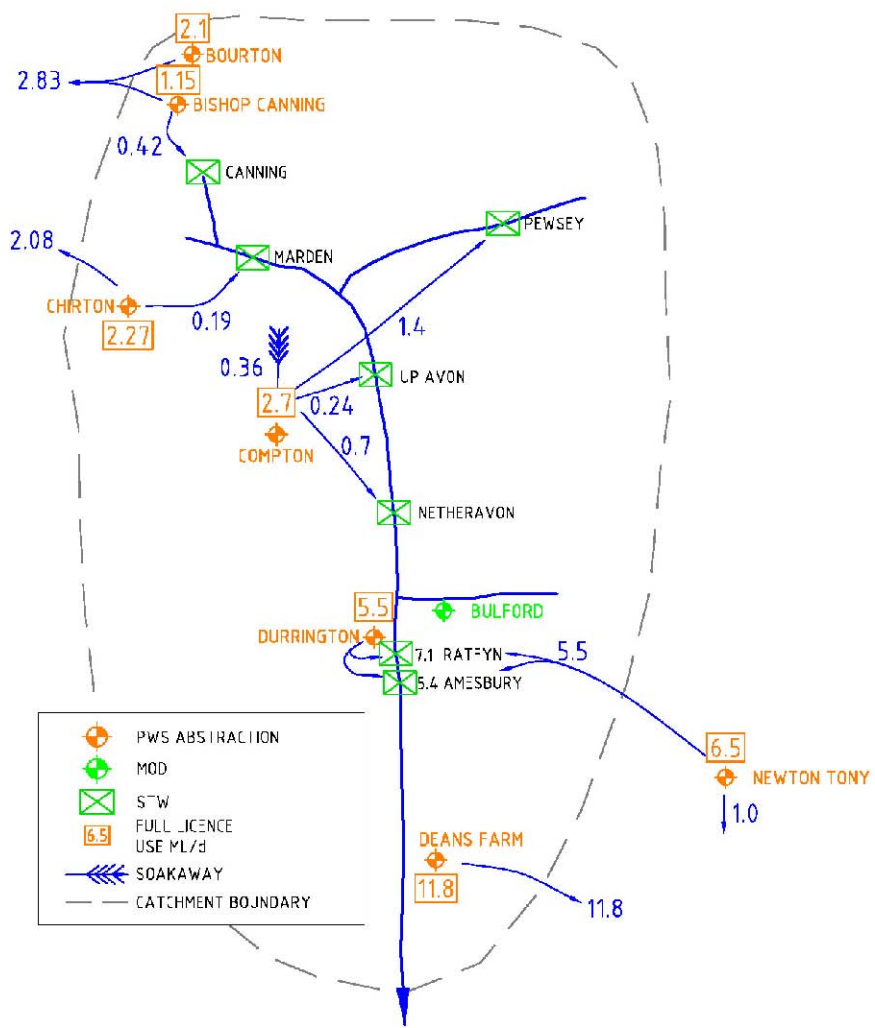 2.1
BOURTON
2.83
1.15
BISHOP CANNING
0.42
CANNING
PEWSEY
2.08
MARDEN
CHIRTON
2.27
0.19
1.4
0.36
UP AVON
2.7
0.24
COMPTON
0.7
NETHERAVON
5.5
BULFORD
DURRINGTON
7.1 RATFYN
5.5
5.4 AMESBURY
6.5
NEWTON TONY
1.0
DEANS FARM
11.8
11.8
PWS ABSTRACTION
MOD
STW
6.5
FULL LICENCE
USE ML/d
SOAKAWAY
CATCHMENT BOUNDARY